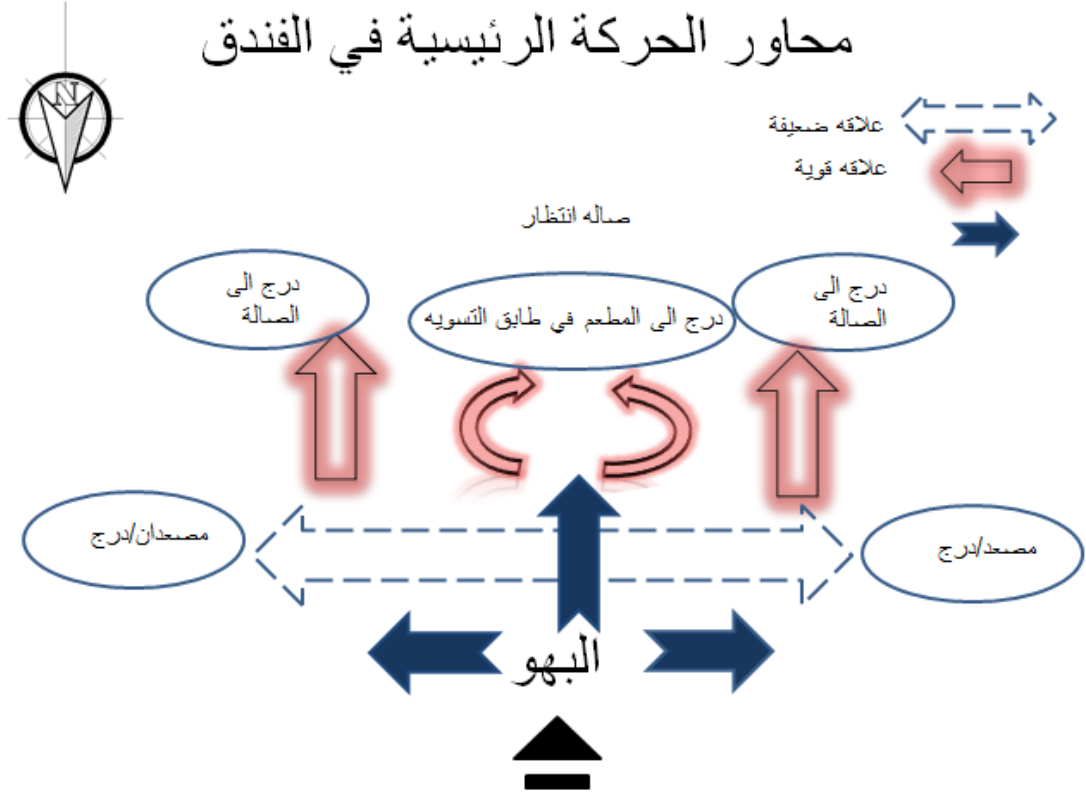 محاور الحركة الرئيسية في الفندق
N
علاقه ضعيفة
علاقه قوية
صاله انتظار
درج الى
الصالة
درج الى المطعم في طابق التسويه
درج الى
الصالة
مصعد/درج
مصعدان/درج
البهو